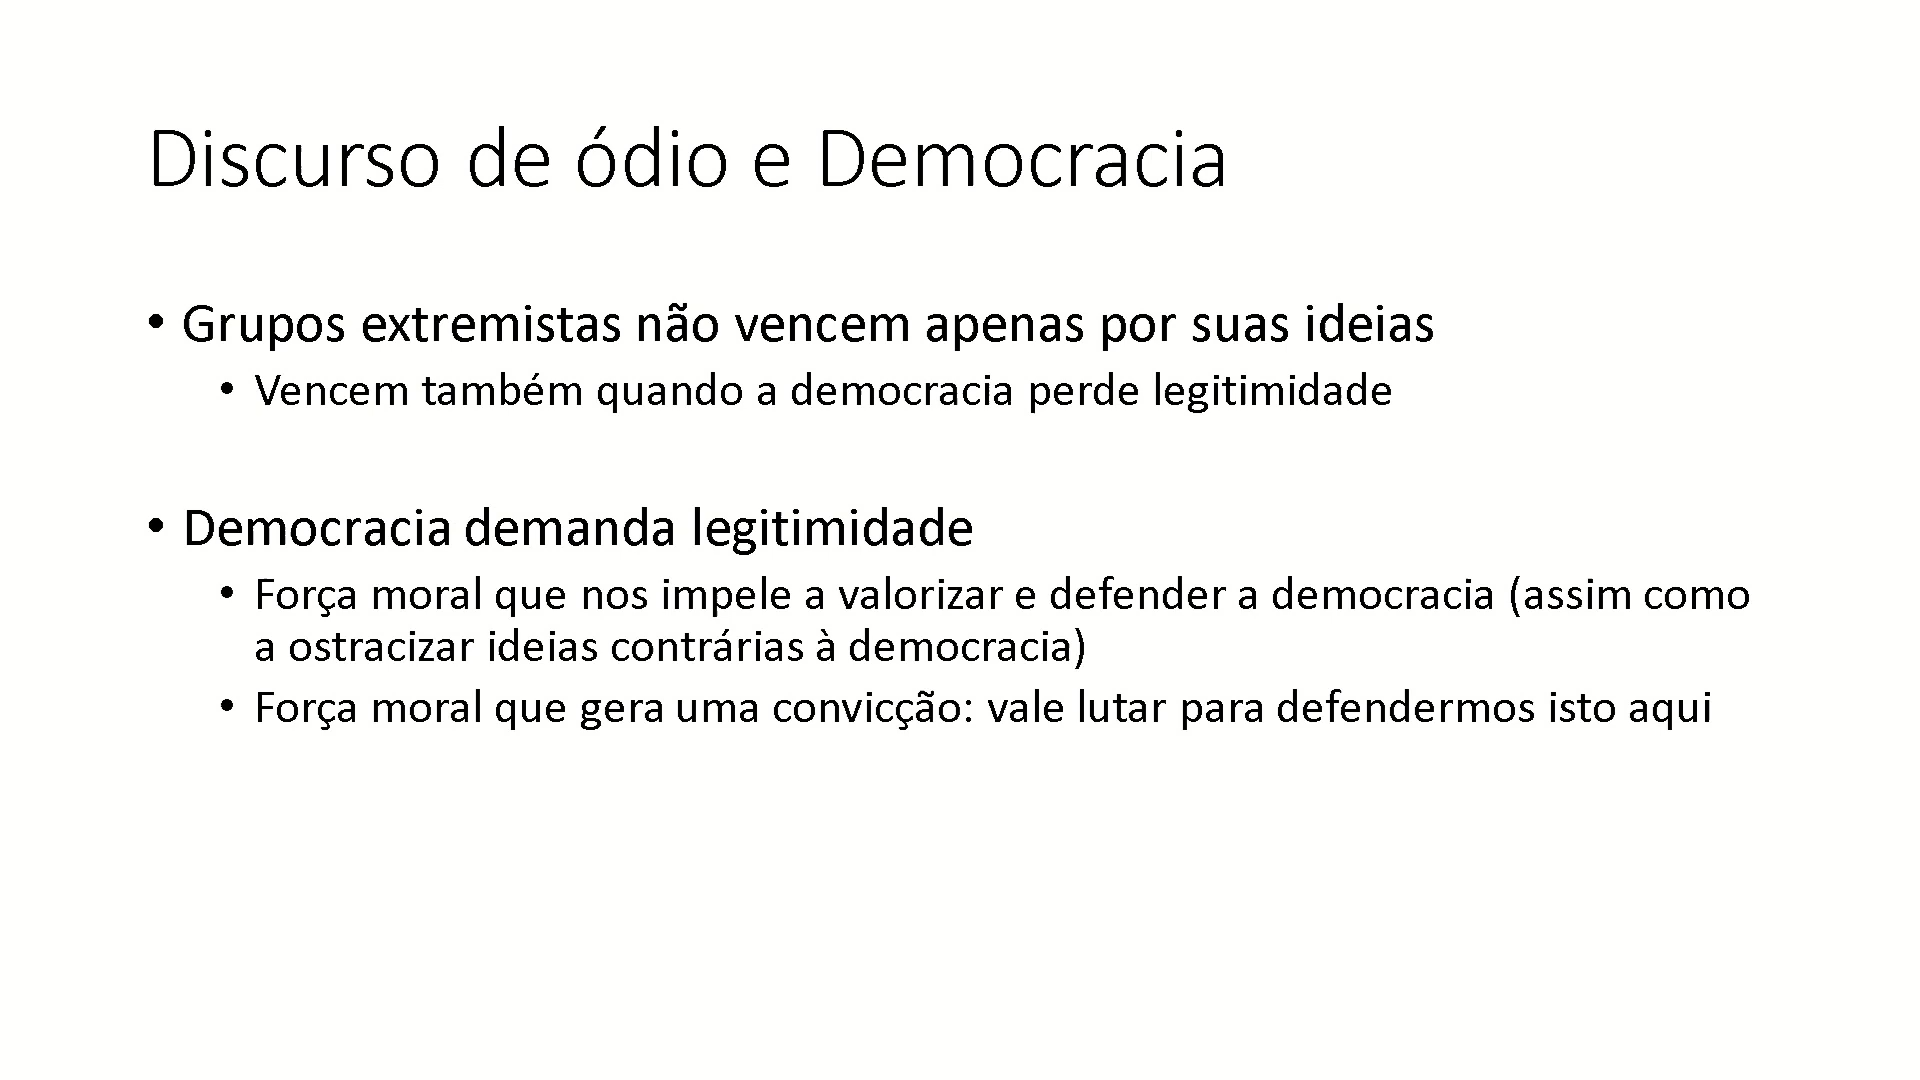 Discurso de ódio e Democracia
• Grupos extremistas não vencem apenas por suas ideias
• Vencem também quando a democracia perde legitimidade
• Democracia demanda legitimidade
• Força moral que nos impele a valorizar e defender a democracia (assim como
a ostracizar ideias contrárias à democracia)
• Força moral que gera uma convicção: vale lutar para defendermos isto aqui